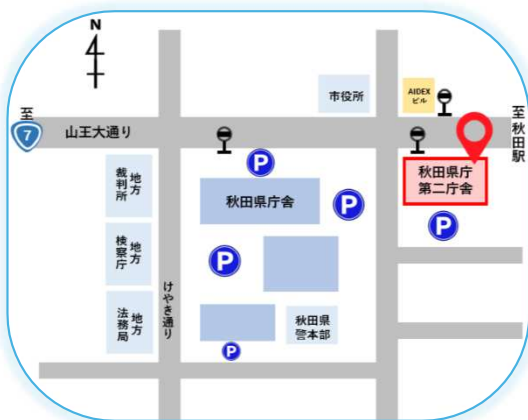 N
市役所
AIDEX
ビル
至
7
山王大通り
至秋田駅
地方
裁判所
P
秋田県庁舎
P
秋田県庁
第二庁舎
P
地方
検察庁
P
けやき通り
地方
法務局
秋田県
警本部
P